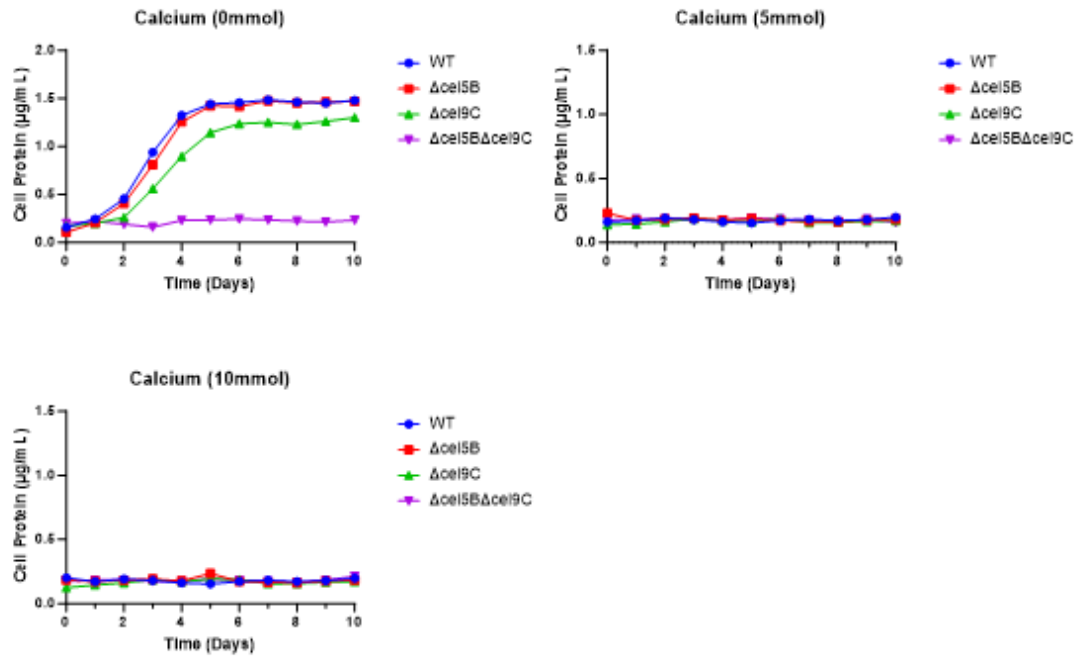 Calcium (0mmol)
Cell Protein (µg/mL)
2.0
1.5
1.0
0.5
0.0
0 2 4 6 8 10
Time (Days)
WT
Δcel5B
Δcel9C
Δcel5BΔcel9C
Calcium (5mmol)
Cell Protein (µg/mL)
1.5
1.0
0.5
0.0
0 2 4 6 8 10
Time (Days)
WT
Δcel5B
Δcel9C
Δcel5BΔcel9C
Calcium (10mmol)
Cell Protein (µg/mL)
1.5
1.0
0.5
0.0
0 2 4 6 8 10
Time (Days)
WT
Δcel5B
Δcel9C
Δcel5BΔcel9C